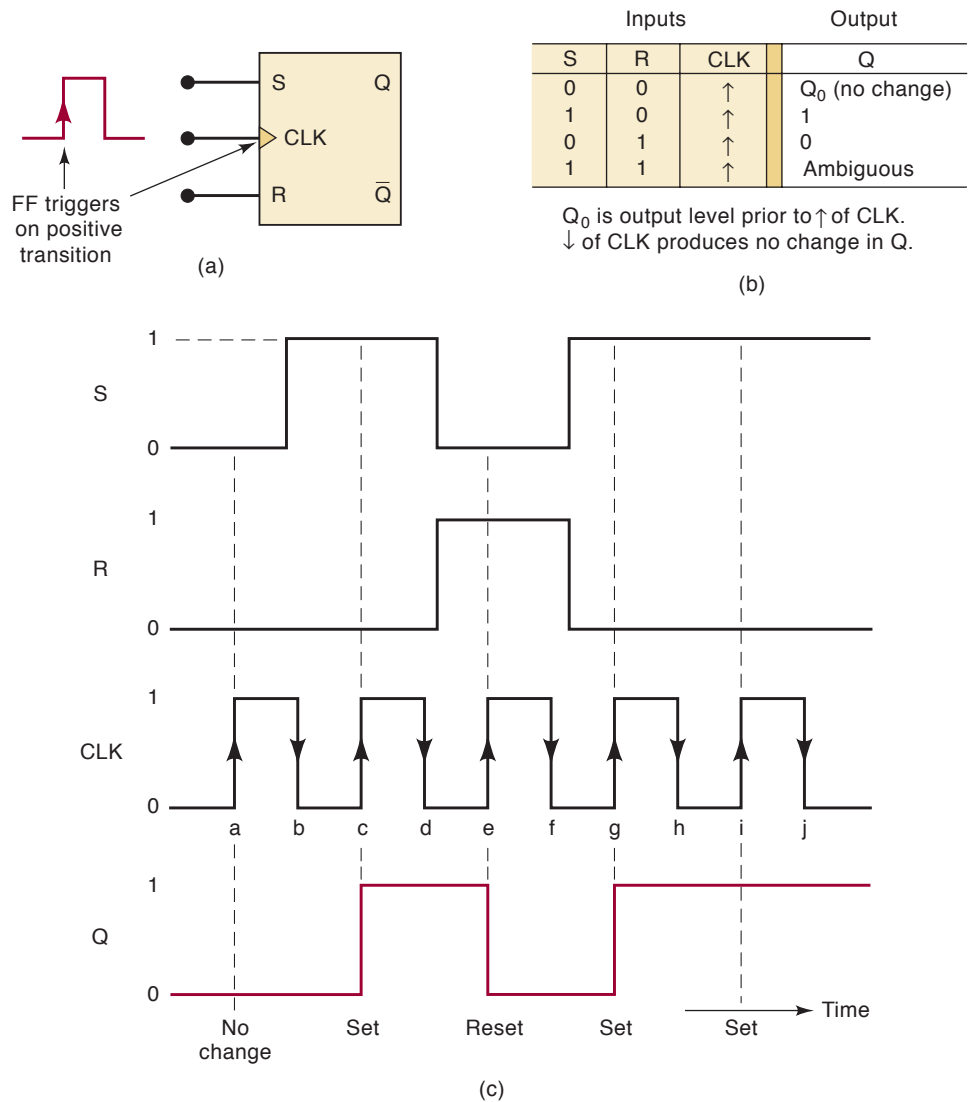 S Q
CLK
R Q̅
FF triggers
on positive
transition
(a)
Inputs Output
S R CLK Q
0 0 ↑ Q₀ (no change)
1 0 ↑ 1
0 1 ↑ 0
1 1 ↑ Ambiguous
Q₀ is output level prior to ↑ of CLK.
↓ of CLK produces no change in Q.
(b)
1
S
0
1
R
0
1
CLK
0
a b c d e f g h i j
1
Q
0
Time
No Set Reset Set Set
change
(c)